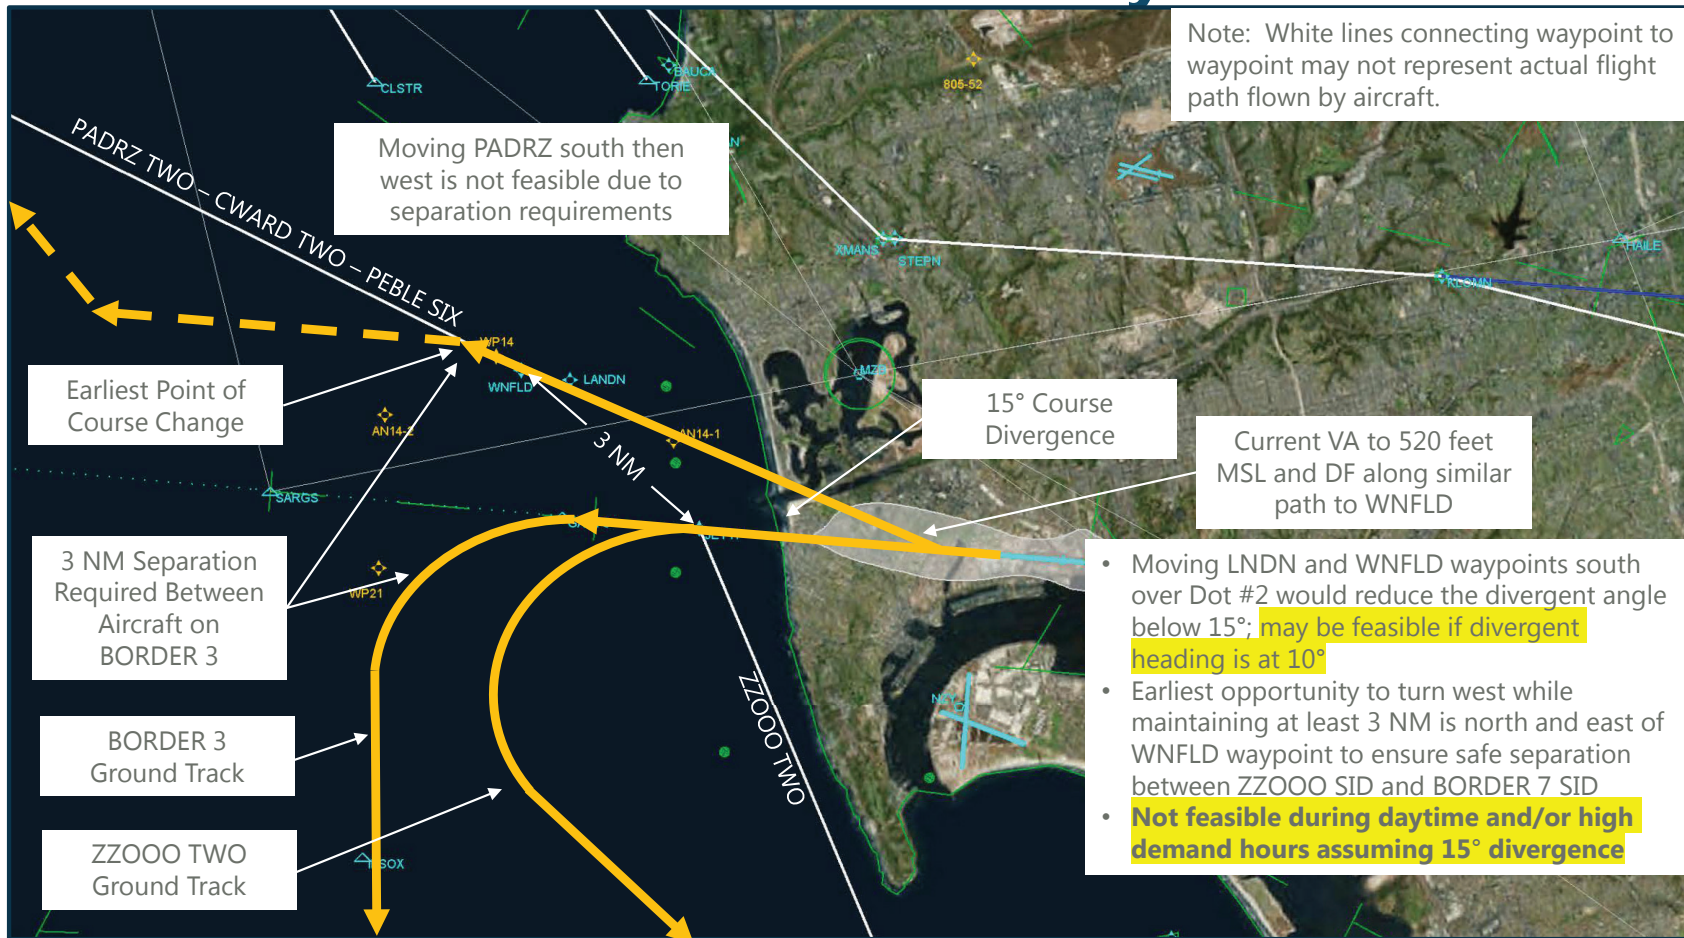 Note: White lines connecting waypoint to
waypoint may not represent actual flight
path flown by aircraft.
805-52
BAUCA
TORIE
CLSTR
PADRZ TWO – CWARD TWO – PEBLE SIX
Moving PADRZ south then
west is not feasible due to
separation requirements
XMANS
STEPN
HAILE
KLOMN
WP14
WNFLD
LANDN
MZB
Earliest Point of
Course Change
AN14-2
AN14-1
3 NM
15° Course
Divergence
Current VA to 520 feet
MSL and DF along similar
path to WNFLD
SARGS
3 NM Separation
Required Between
Aircraft on
BORDER 3
WP21
• Moving LNDN and WNFLD waypoints south
over Dot #2 would reduce the divergent angle
below 15°; may be feasible if divergent
heading is at 10°
• Earliest opportunity to turn west while
maintaining at least 3 NM is north and east of
WNFLD waypoint to ensure safe separation
between ZZOOO SID and BORDER 7 SID
• Not feasible during daytime and/or high
demand hours assuming 15° divergence
NZY
ZZOOO TWO
BORDER 3
Ground Track
ZZOOO TWO
Ground Track